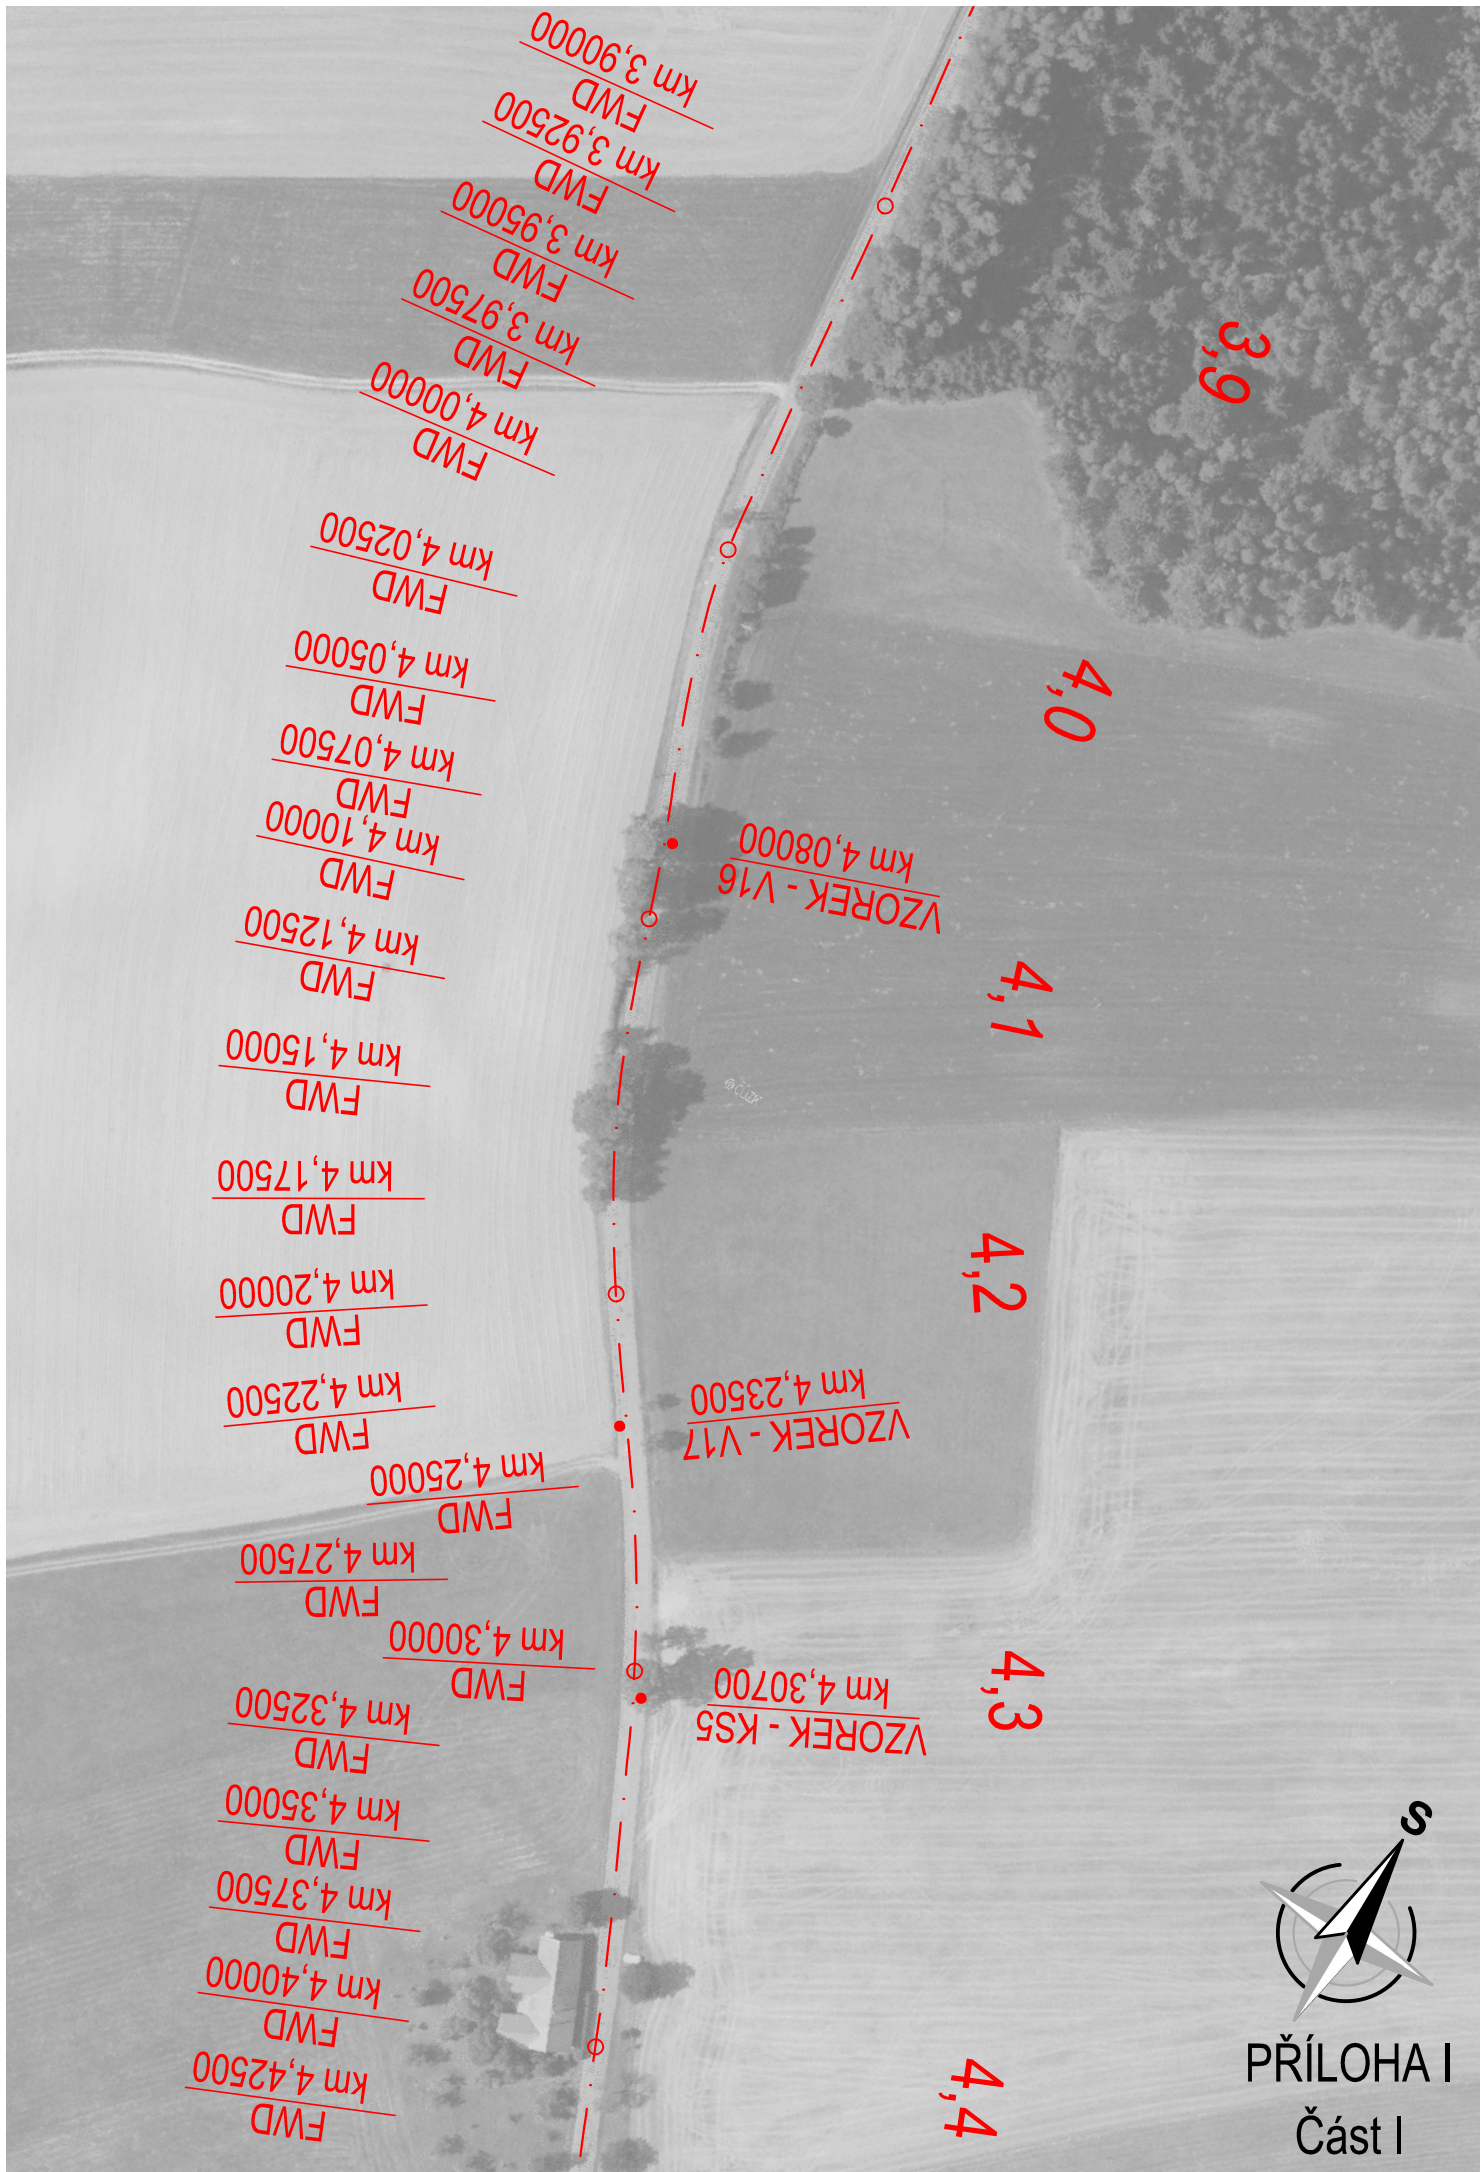 km 3,90000
FWD
km 3,92500
FWD
km 3,95000
FWD
km 3,97500
FWD
km 4,00000
FWD
km 4,02500
FWD
km 4,05000
FWD
km 4,07500
FWD
km 4,10000
FWD
km 4,12500
FWD
km 4,15000
FWD
km 4,17500
FWD
km 4,20000
FWD
km 4,22500
FWD
km 4,25000
FWD
km 4,27500
FWD
km 4,30000
FWD
km 4,32500
FWD
km 4,35000
FWD
km 4,37500
FWD
km 4,40000
FWD
km 4,42500
FWD
VZOREK - V16
km 4,08000
VZOREK - V17
km 4,23500
VZOREK - KS5
km 4,30700
3,9
4,0
4,1
4,2
4,3
4,4
© ČÚZK
S
PŘÍLOHA I
Část I